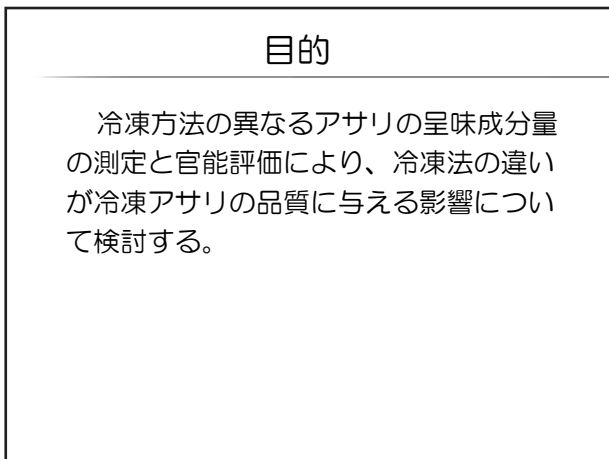 目的
冷凍方法の異なるアサリの呈味成分量
の測定と官能評価により、冷凍法の違い
が冷凍アサリの品質に与える影響につい
て検討する。